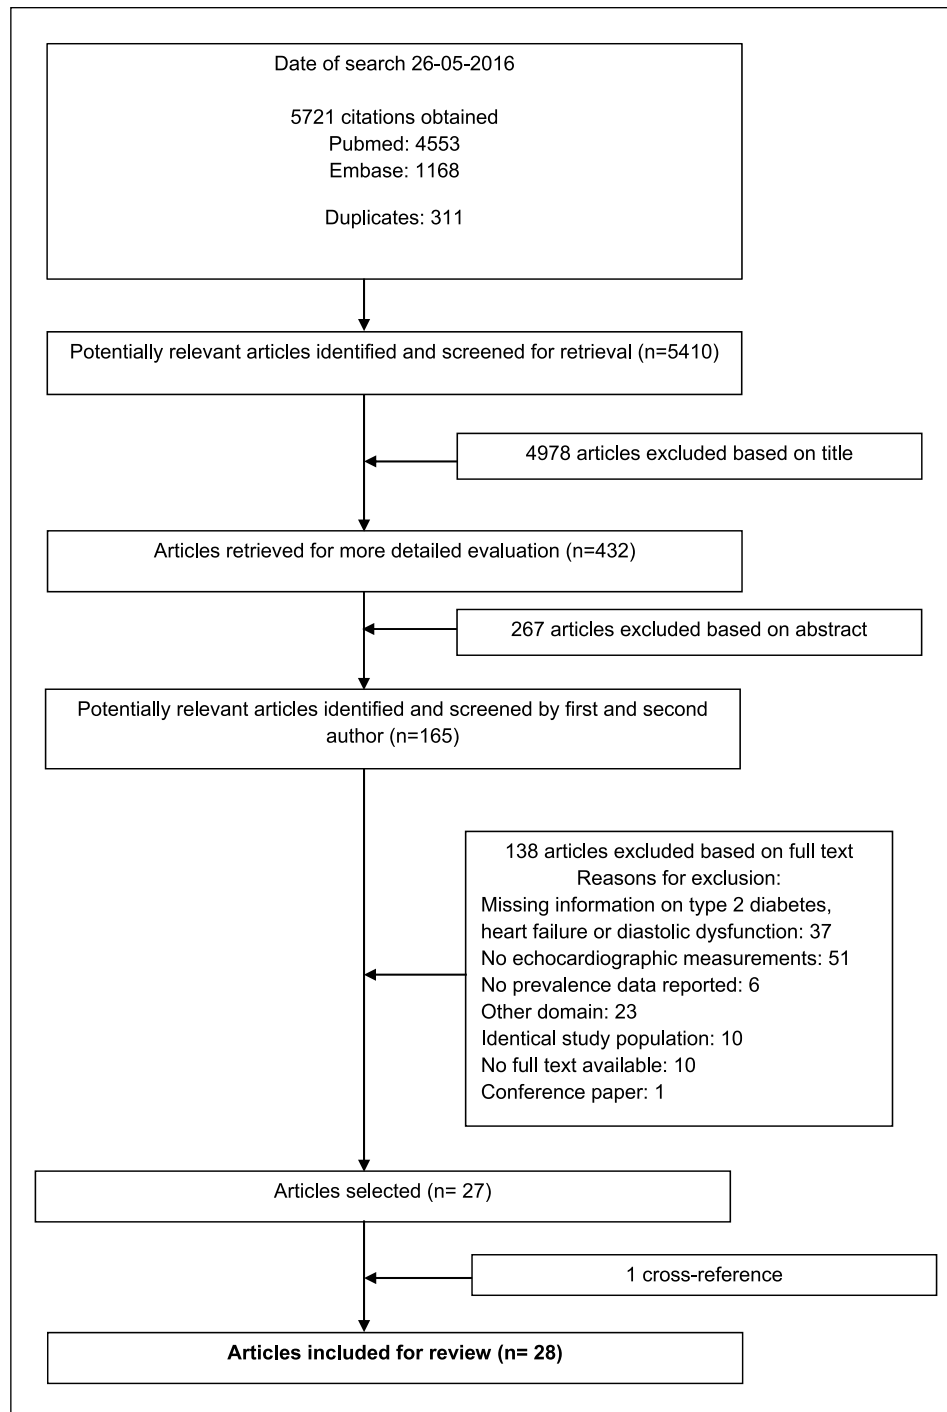 Date of search 26-05-2016
5721 citations obtained
Pubmed: 4553
Embase: 1168
Duplicates: 311
Potentially relevant articles identified and screened for retrieval (n=5410)
4978 articles excluded based on title
Articles retrieved for more detailed evaluation (n=432)
267 articles excluded based on abstract
Potentially relevant articles identified and screened by first and second
author (n=165)
138 articles excluded based on full text
Reasons for exclusion:
Missing information on type 2 diabetes,
heart failure or diastolic dysfunction: 37
No echocardiographic measurements: 51
No prevalence data reported: 6
Other domain: 23
Identical study population: 10
No full text available: 10
Conference paper: 1
Articles selected (n= 27)
1 cross-reference
Articles included for review (n= 28)